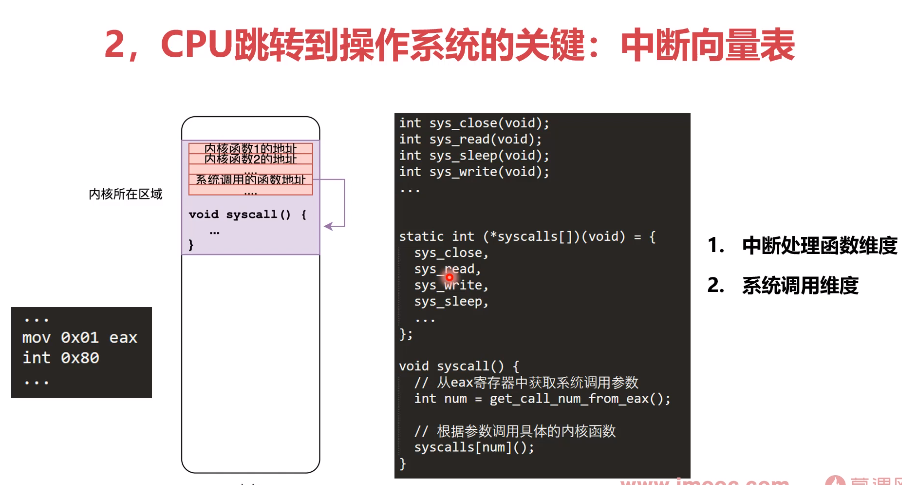 2，CPU跳转到操作系统的关键：中断向量表
内核所在区域
内核函数1的地址
内核函数2的地址
....
系统调用的函数地址
....
void syscall() {
...
}
...
mov 0x01 eax
int 0x80
...
int sys_close(void);
int sys_read(void);
int sys_sleep(void);
int sys_write(void);
...
static int (*syscalls[])(void) = {
sys_close,
sys_read,
sys_write,
sys_sleep,
...
};
void syscall() {
// 从eax寄存器中获取系统调用参数
int num = get_call_num_from_eax();
// 根据参数调用具体的内核函数
syscalls[num]();
}
1. 中断处理函数维度
2. 系统调用维度
www.imooc.com